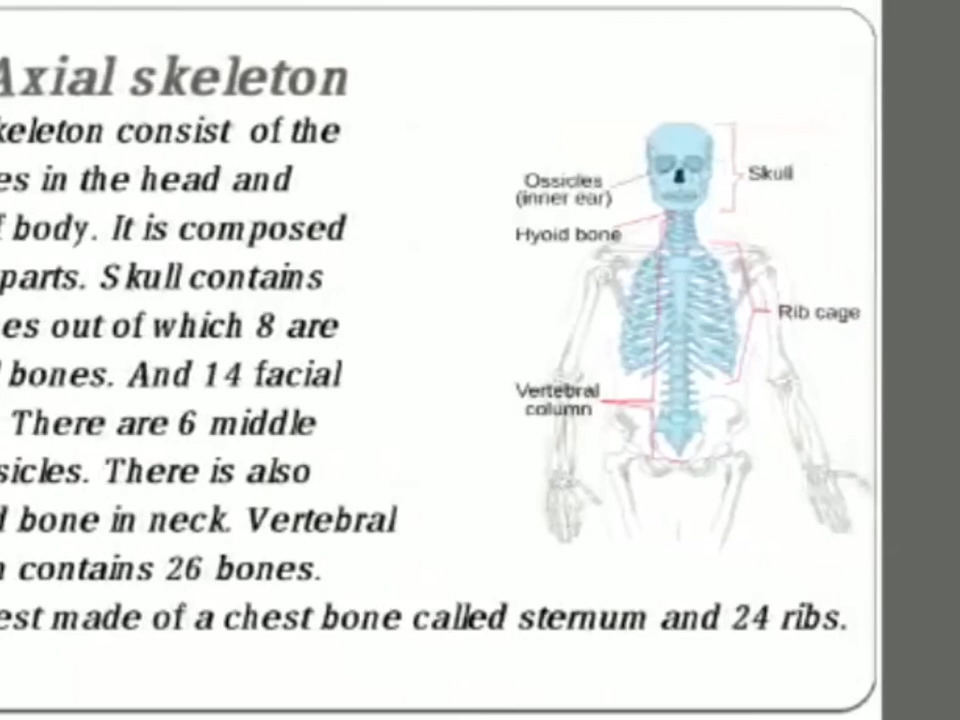 Axial skeleton
keleton consist of the
es in the head and
f body. It is composed
parts. Skull contains
es out of which 8 are
bones. And 14 facial
There are 6 middle
sicles. There is also
d bone in neck. Vertebral
n contains 26 bones.
est made of a chest bone called sternum and 24 ribs.
Ossicles
(inner ear)
Hyoid bone
Vertebral
column
Skull
Rib cage